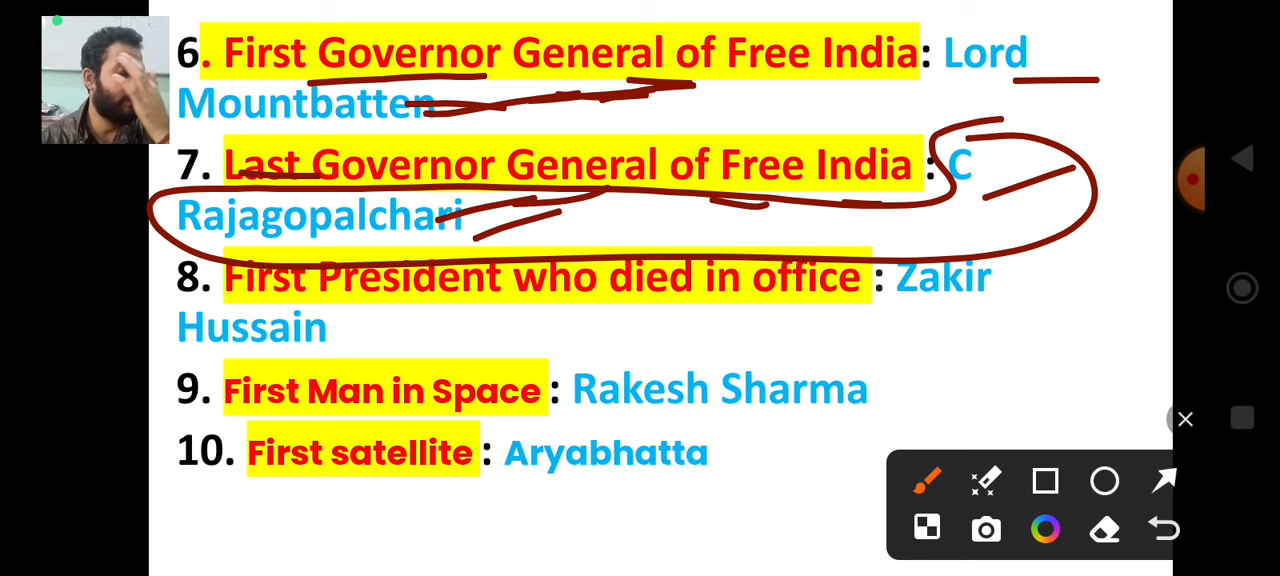 6. First Governor General of Free India: Lord
Mountbatten
7. Last Governor General of Free India : C
Rajagopalchari
8. First President who died in office : Zakir
Hussain
9. First Man in Space : Rakesh Sharma
10. First satellite : Aryabhatta